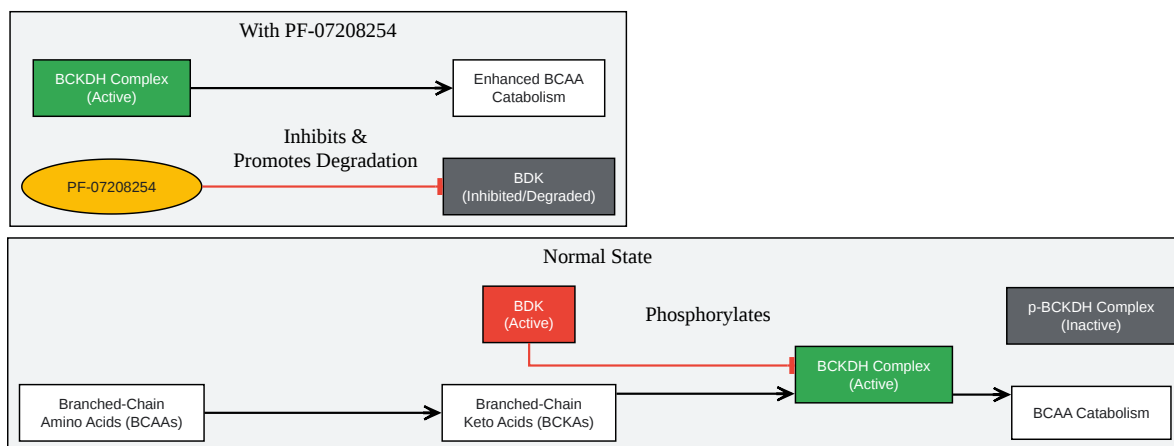 With PF-07208254
BCKDH Complex
(Active)
Enhanced BCAA
Catabolism
Inhibits &
Promotes Degradation
PF-07208254
BDK
(Inhibited/Degraded)
Normal State
BDK
(Active)
Phosphorylates
p-BCKDH Complex
(Inactive)
BCKDH Complex
(Active)
Branched-Chain
Amino Acids (BCAAs)
Branched-Chain
Keto Acids (BCKAs)
BCAA Catabolism